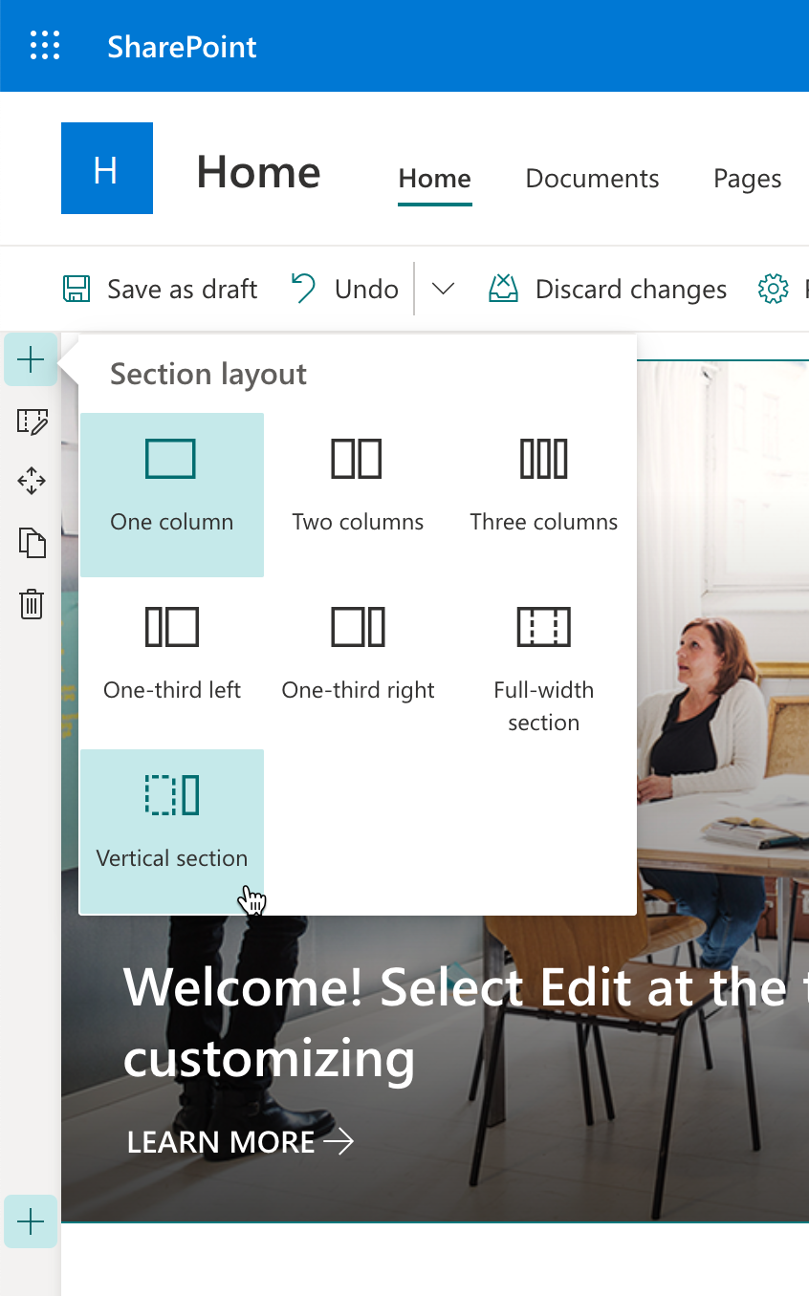 SharePoint
H
Home
Home Documents Pages
Save as draft Undo Discard changes
Section layout
One column Two columns Three columns
One-third left One-third right Full-width
section
Vertical section
Welcome! Select Edit at the
customizing
LEARN MORE